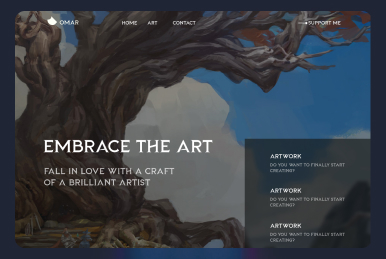 OMAR
HOME ART CONTACT
SUPPORT ME
EMBRACE THE ART
FALL IN LOVE WITH A CRAFT
OF A BRILLIANT ARTIST
ARTWORK
DO YOU WANT TO FINALLY START
CREATING?
ARTWORK
DO YOU WANT TO FINALLY START
CREATING?
ARTWORK
DO YOU WANT TO FINALLY START
CREATING?